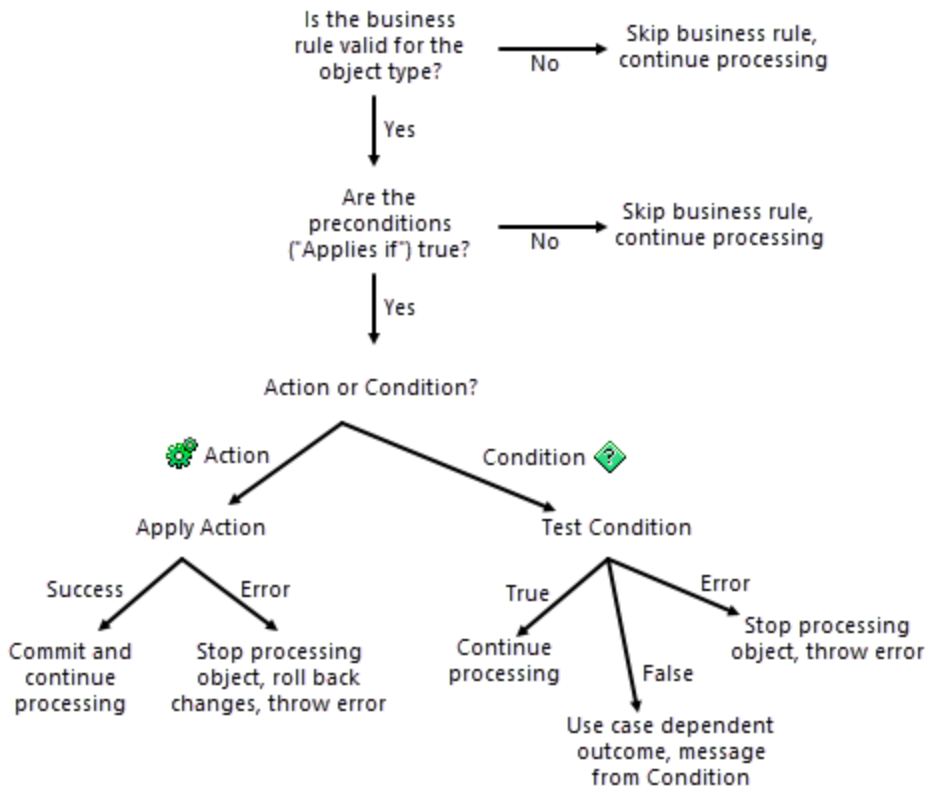 Is the business
rule valid for the
object type?
No
Skip business rule,
continue processing
Yes
Are the
preconditions
("Applies if") true?
No
Skip business rule,
continue processing
Yes
Action or Condition?
Action
Condition
?
Apply Action
Test Condition
Success
Error
True
False
Error
Commit and
continue
processing
Stop processing
object, roll back
changes, throw error
Continue
processing
Use case dependent
outcome, message
from Condition
Stop processing
object, throw error